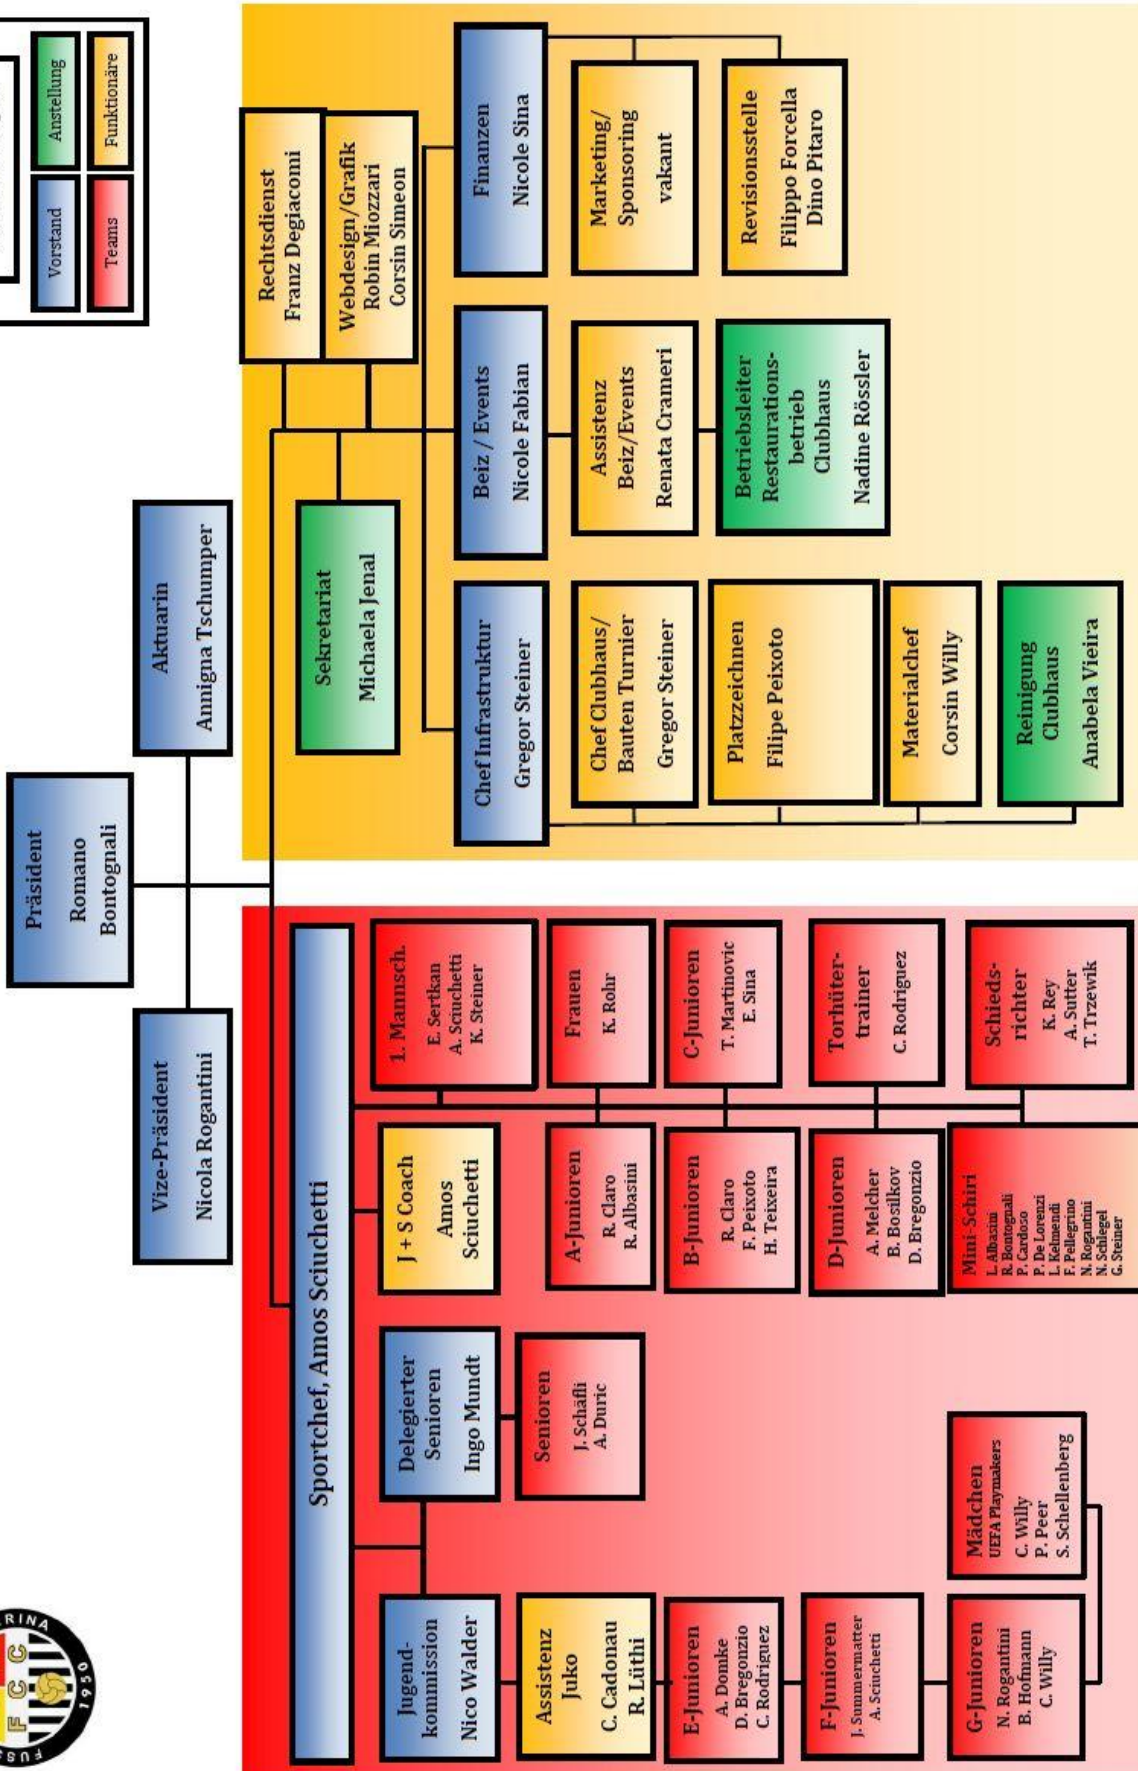 RINA
F C C
FUSS
1950
Anstellung
Funktionäre
Vorstand
Teams
Präsident
Romano
Bontognali
Vize-Präsident
Nicola Rogantini
Aktuarin
Annigna Tschumper
Sportchef, Amos Sciuchetti
Jugend-
kommission
Nico Walder
Delegierter
Senioren
Ingo Mundt
J + S Coach
Amos
Sciuchetti
1. Mannsch.
E. Sertkan
A. Sciuchetti
K. Steiner
Assistenz
Juko
C. Cadonau
R. Lüthi
Senioren
J. Schäfli
A. Duric
A-Junioren
R. Claro
R. Albasini
Frauen
K. Rohr
E-Junioren
A. Domke
D. Bregonzio
C. Rodriguez
B-Junioren
R. Claro
F. Peixoto
H. Teixeira
C-Junioren
T. Martinovic
E. Sina
F-Junioren
J. Summermatter
A. Sciuchetti
D-Junioren
A. Melcher
B. Bosilkov
D. Bregonzio
Torhüter-
trainer
C. Rodriguez
G-Junioren
N. Rogantini
B. Hofmann
C. Willy
Mädchen
UEFA Playmakers
C. Willy
P. Peer
S. Schellenberg
Mini-Schiri
L. Albasini
R. Bontognali
P. Cardoso
P. De Lorenzi
L. Kelmendi
F. Pellegrino
N. Rogantini
N. Schlegel
G. Steiner
Schieds-
richter
K. Rey
A. Sutter
T. Trzewik
Rechtsdienst
Franz Degiacomi
Webdesign/Grafik
Robin Miozzari
Corsin Simeon
Sekretariat
Michaela Jenal
Chef Infrastruktur
Gregor Steiner
Beiz / Events
Nicole Fabian
Finanzen
Nicole Sina
Chef Clubhaus/
Bauten Turnier
Gregor Steiner
Assistenz
Beiz/Events
Renata Crameri
Marketing/
Sponsoring
vakant
Platzzeichnen
Filipe Peixoto
Betriebsleiter
Restaurations-
betrieb
Clubhaus
Nadine Rössler
Revisionsstelle
Filippo Forcella
Dino Pitaro
Materialchef
Corsin Willy
Reinigung
Clubhaus
Anabela Vieira